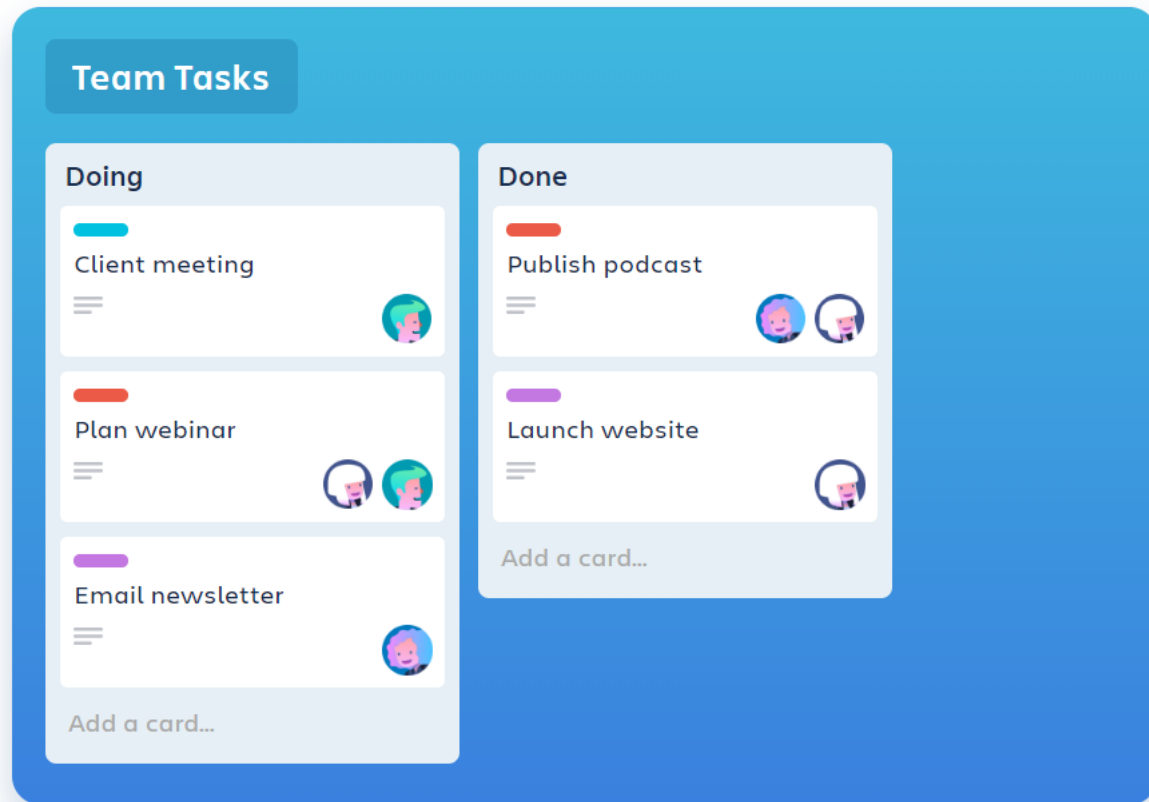 Team Tasks
Doing
Client meeting
Plan webinar
Email newsletter
Add a card...
Done
Publish podcast
Launch website
Add a card...